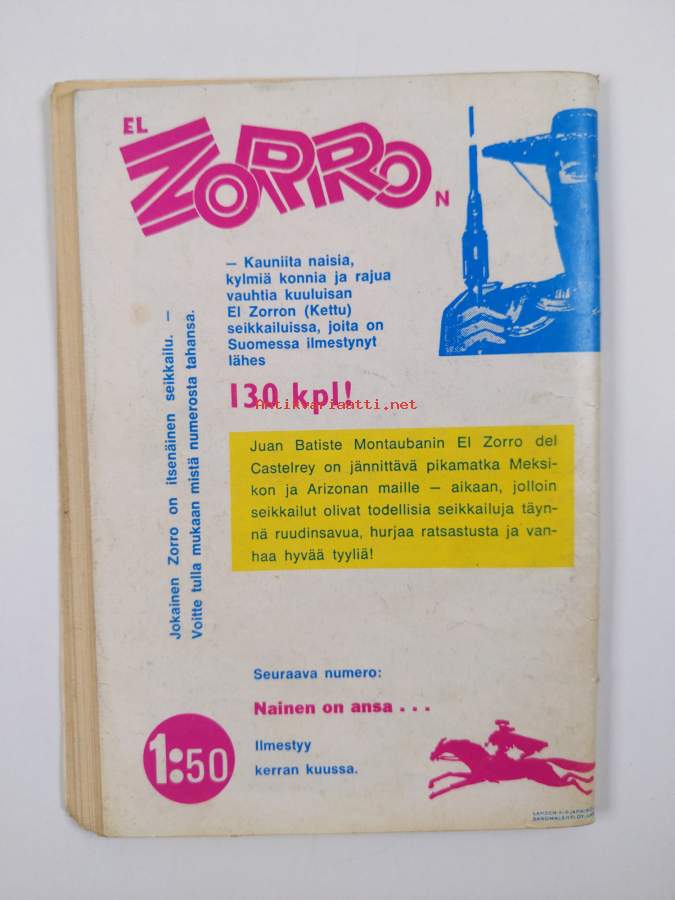 EL
ZORRO
N
— Kauniita naisia,
kylmiä konnia ja rajua
vauhtia kuuluisan
El Zorron (Kettu)
seikkailuissa, joita on
Suomessa ilmestynyt
lähes
130 kpl!
Antikvariaatti.net
Juan Batiste Montaubanin El Zorro del
Castelrey on jännittävä pikamatka Meksi-
kon ja Arizonan maille — aikaan, jolloin
seikkailut olivat todellisia seikkailuja täyn-
nä ruudinsavua, hurjaa ratsastusta ja van-
haa hyvää tyyliä!
Jokainen Zorro on itsenäinen seikkailu. —
Voitte tulla mukaan mistä numerosta tahansa.
Seuraava numero:
Nainen on ansa . . .
1:50
Ilmestyy
kerran kuussa.